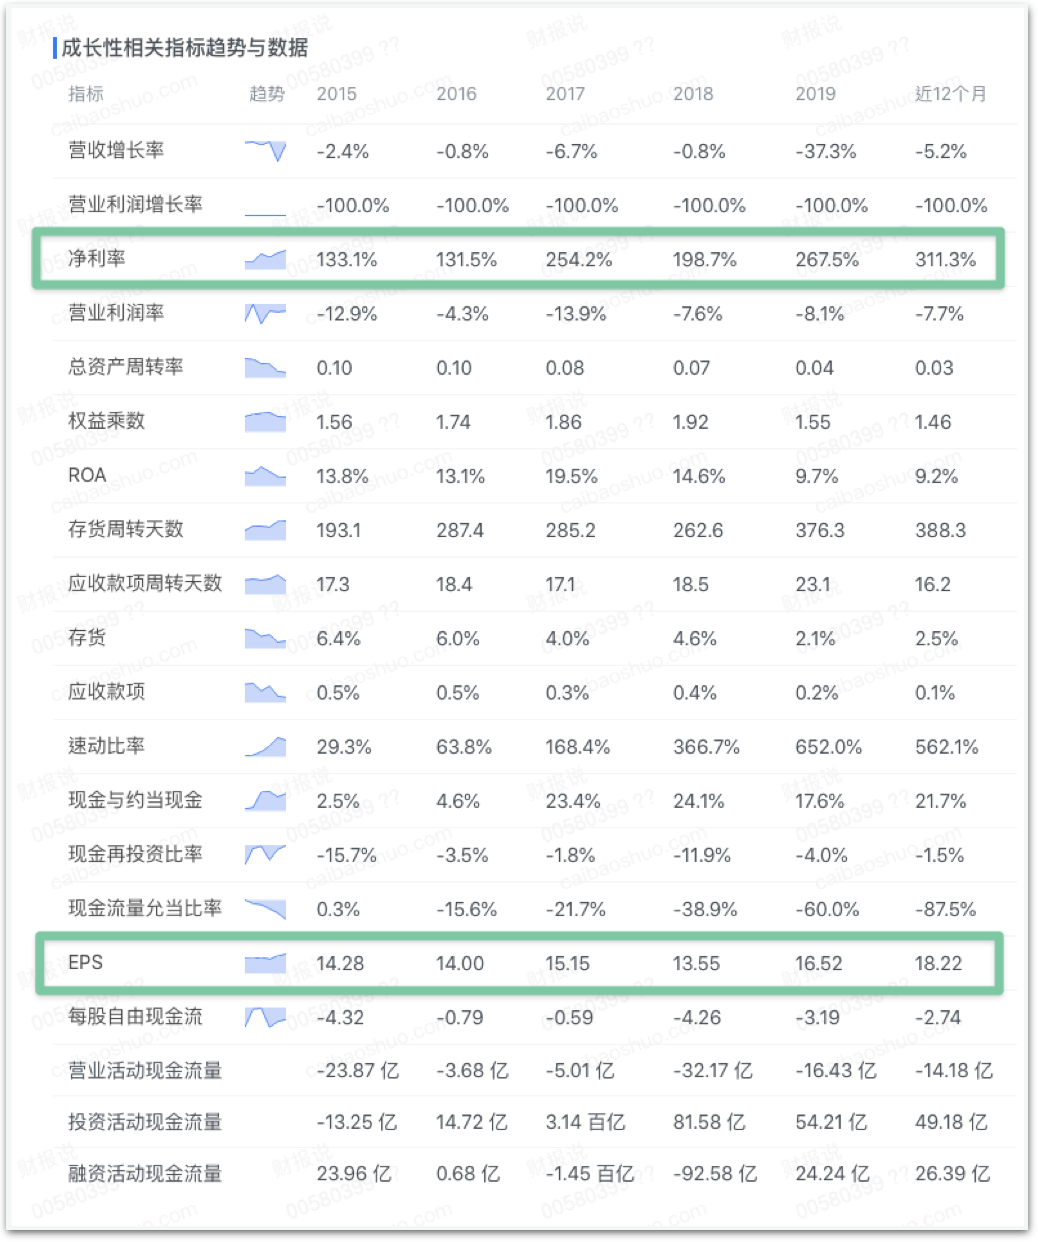 成长性相关指标趋势与数据
指标 趋势 2015 2016 2017 2018 2019 近12个月
营收增长率 -2.4% -0.8% -6.7% -0.8% -37.3% -5.2%
营业利润增长率 -100.0% -100.0% -100.0% -100.0% -100.0% -100.0%
净利率 133.1% 131.5% 254.2% 198.7% 267.5% 311.3%
营业利润率 -12.9% -4.3% -13.9% -7.6% -8.1% -7.7%
总资产周转率 0.10 0.10 0.08 0.07 0.04 0.03
权益乘数 1.56 1.74 1.86 1.92 1.55 1.46
ROA 13.8% 13.1% 19.5% 14.6% 9.7% 9.2%
存货周转天数 193.1 287.4 285.2 262.6 376.3 388.3
应收款项周转天数 17.3 18.4 17.1 18.5 23.1 16.2
存货 6.4% 6.0% 4.0% 4.6% 2.1% 2.5%
应收款项 0.5% 0.5% 0.3% 0.4% 0.2% 0.1%
速动比率 29.3% 63.8% 168.4% 366.7% 652.0% 562.1%
现金与约当现金 2.5% 4.6% 23.4% 24.1% 17.6% 21.7%
现金再投资比率 -15.7% -3.5% -1.8% -11.9% -4.0% -1.5%
现金流量允当比率 0.3% -15.6% -21.7% -38.9% -60.0% -87.5%
EPS 14.28 14.00 15.15 13.55 16.52 18.22
每股自由现金流 -4.32 -0.79 -0.59 -4.26 -3.19 -2.74
营业活动现金流量 -23.87 亿 -3.68 亿 -5.01 亿 -32.17 亿 -16.43 亿 -14.18 亿
投资活动现金流量 -13.25 亿 14.72 亿 3.14 百亿 81.58 亿 54.21 亿 49.18 亿
融资活动现金流量 23.96 亿 0.68 亿 -1.45 百亿 -92.58 亿 24.24 亿 26.39 亿
财报说
00580399 ??
caibaoshuo.com